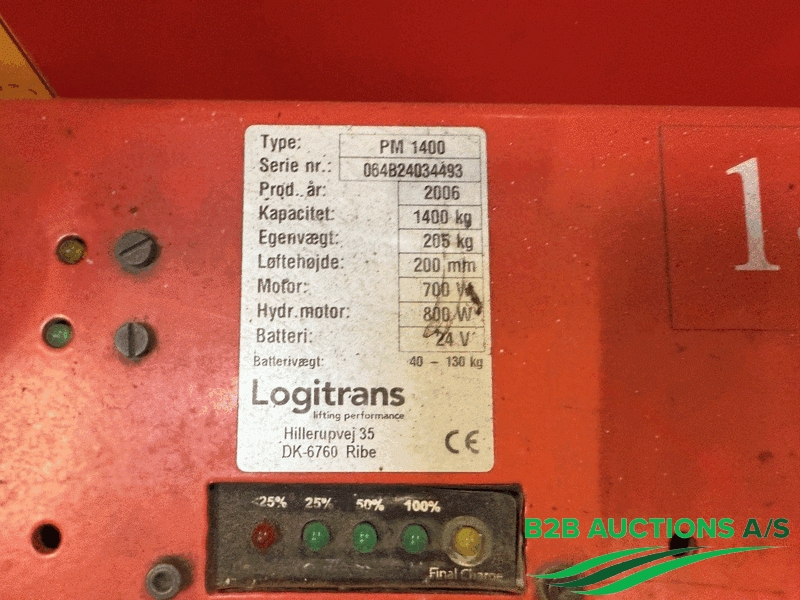 Type: PM 1400
Serie nr.: 064B24034493
Prod. år: 2006
Kapacitet: 1400 kg
Egenvægt: 205 kg
Løftehøjde: 200 mm
Motor: 700 W
Hydr.motor: 800 W
Batteri: 24 V
Batterivægt: 40 – 130 kg
Logitrans
lifting performance
Hillerupvej 35
DK-6760 Ribe
CE
-25% 25% 50% 100%
Final Charge
B2B AUCTIONS A/S